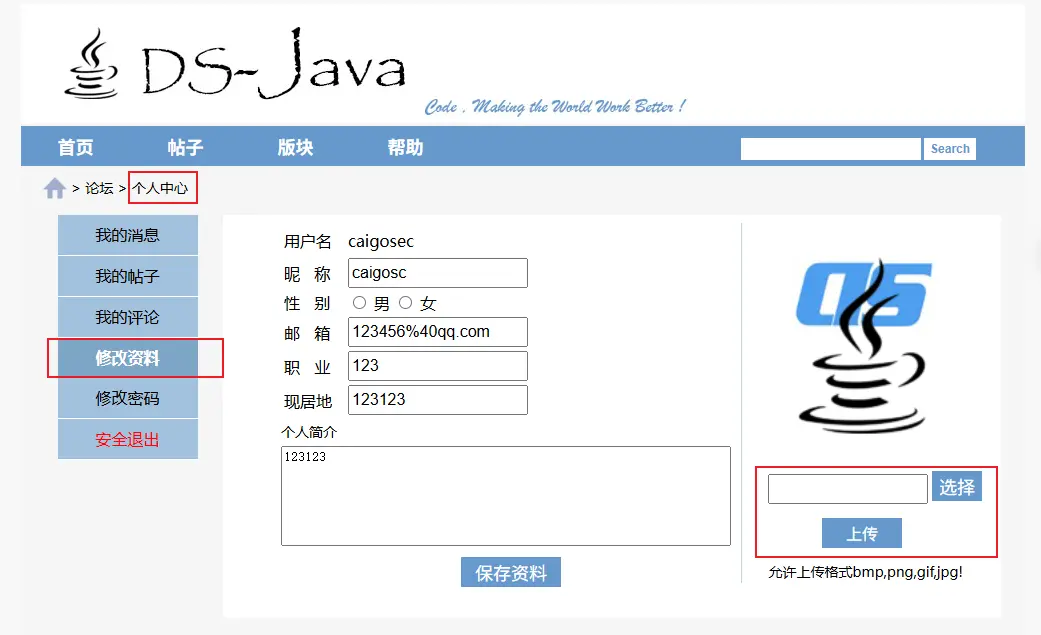 DS-Java
Code , Making the World Work Better !
首页 帖子 版块 帮助 Search
> 论坛 > 个人中心
我的消息
我的帖子
我的评论
修改资料
修改密码
安全退出
用户名 caigosec
昵 称 caigosc
性 别 男 女
邮 箱 123456%40qq.com
职 业 123
现居地 123123
个人简介
123123
保存资料
选择
上传
允许上传格式bmp,png,gif,jpg!